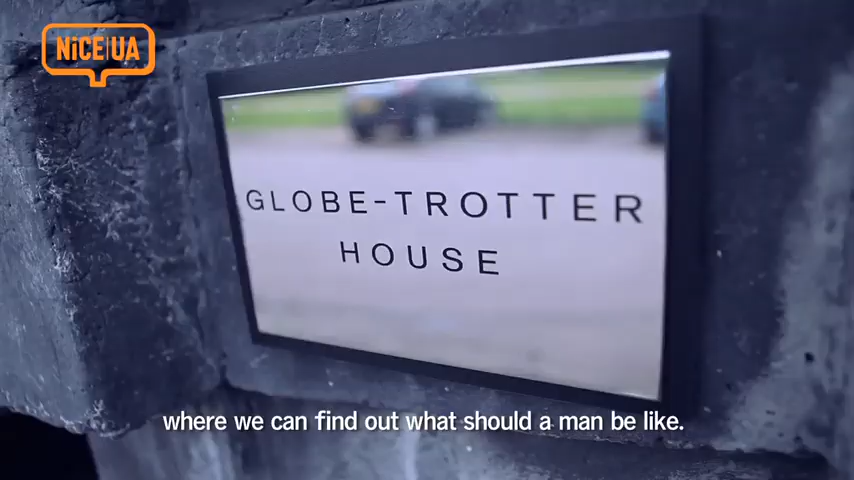 NiCE|UA
GLOBE-TROTTER
HOUSE
where we can find out what should a man be like.